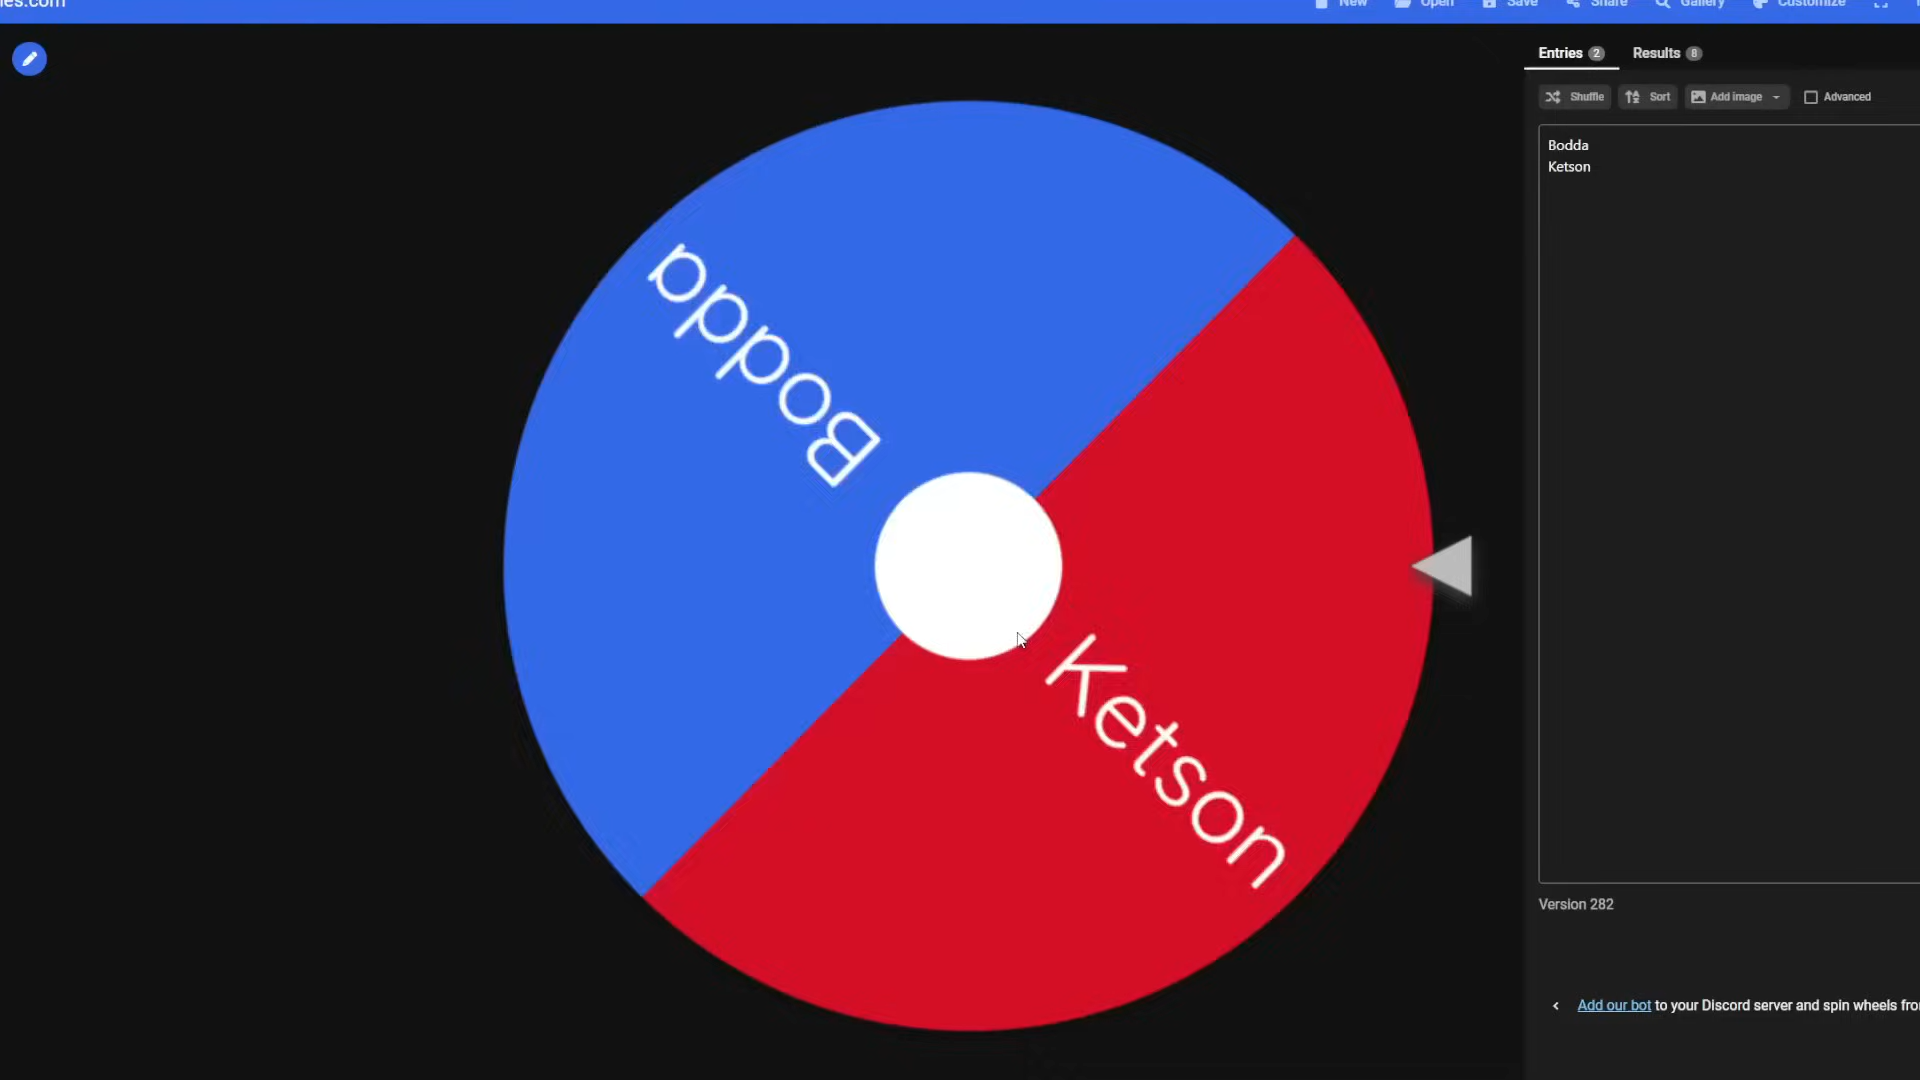 New
Open
Save
Share
Gallery
Customize
Entries 2
Results 8
Shuffle
Sort
Add image
Advanced
Bodda
Ketson
Bodda
Ketson
Version 282
Add our bot to your Discord server and spin wheels